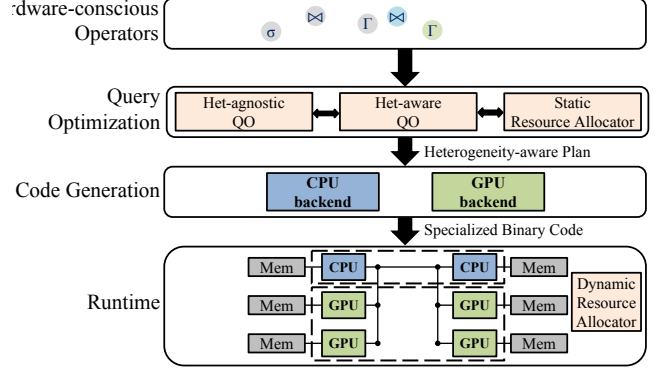 rdware-conscious
Operators
σ ⋈ Γ ⋈ Γ
Query
Optimization
Het-agnostic
QO
Het-aware
QO
Static
Resource Allocator
Heterogeneity-aware Plan
Code Generation
CPU
backend
GPU
backend
Specialized Binary Code
Runtime
Mem CPU CPU Mem
Mem GPU GPU Mem
Mem GPU GPU Mem
Dynamic
Resource
Allocator